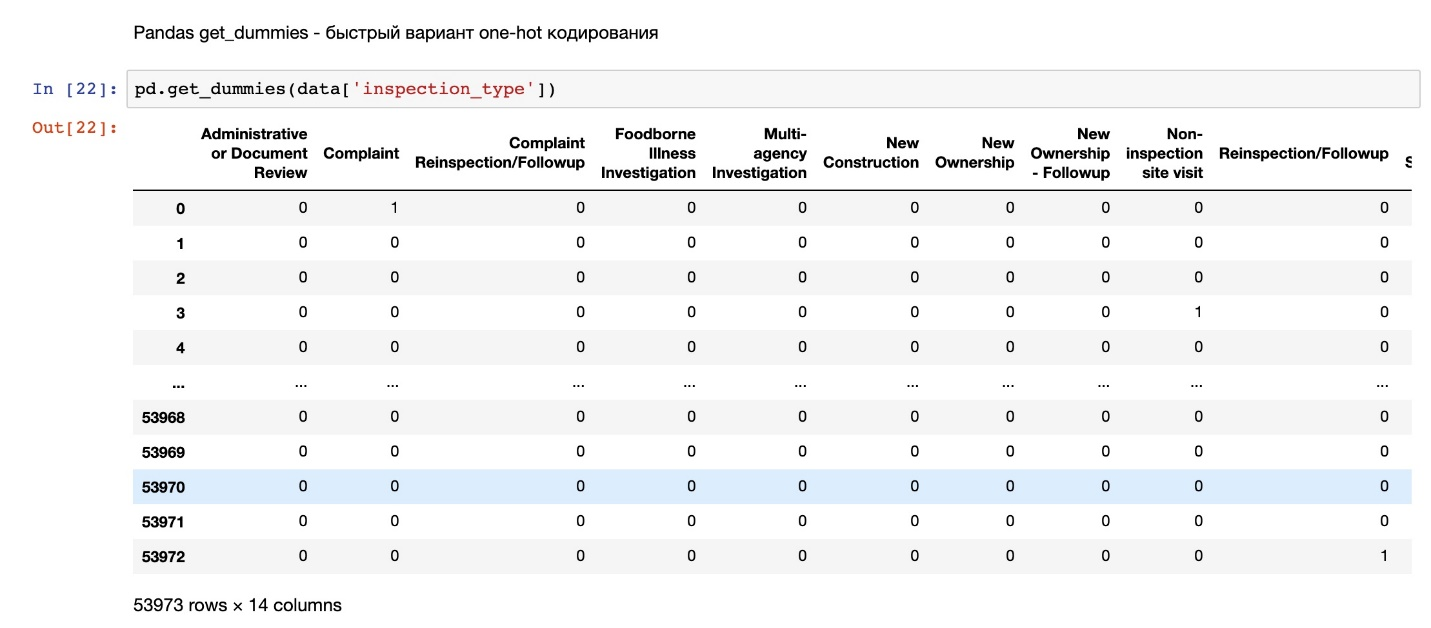 Pandas get_dummies - быстрый вариант one-hot кодирования
In [22]: pd.get_dummies(data['inspection_type'])
Out[22]:
Administrative or Document Review Complaint Complaint Reinspection/Followup Foodborne Illness Investigation Multi-agency Investigation New Construction New Ownership New Ownership - Followup Non-inspection site visit Reinspection/Followup S
0 0 1 0 0 0 0 0 0 0 0
1 0 0 0 0 0 0 0 0 0 0
2 0 0 0 0 0 0 0 0 0 0
3 0 0 0 0 0 0 0 0 1 0
4 0 0 0 0 0 0 0 0 0 0
... ... ... ... ... ... ... ... ... ... ...
53968 0 0 0 0 0 0 0 0 0 0
53969 0 0 0 0 0 0 0 0 0 0
53970 0 0 0 0 0 0 0 0 0 0
53971 0 0 0 0 0 0 0 0 0 0
53972 0 0 0 0 0 0 0 0 0 1
53973 rows × 14 columns